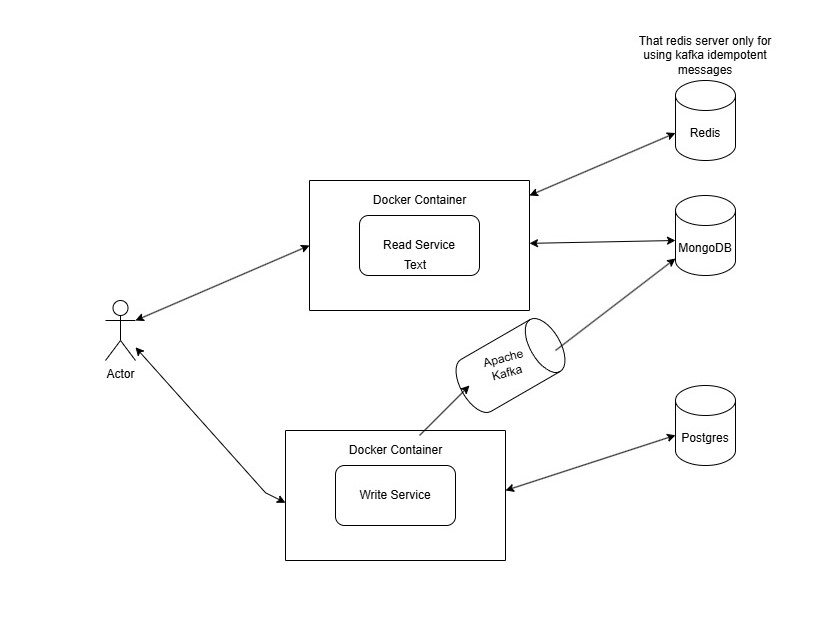 That redis server only for
using kafka idempotent
messages
Redis
Docker Container
Read Service
Text
MongoDB
Apache
Kafka
Actor
Docker Container
Write Service
Postgres